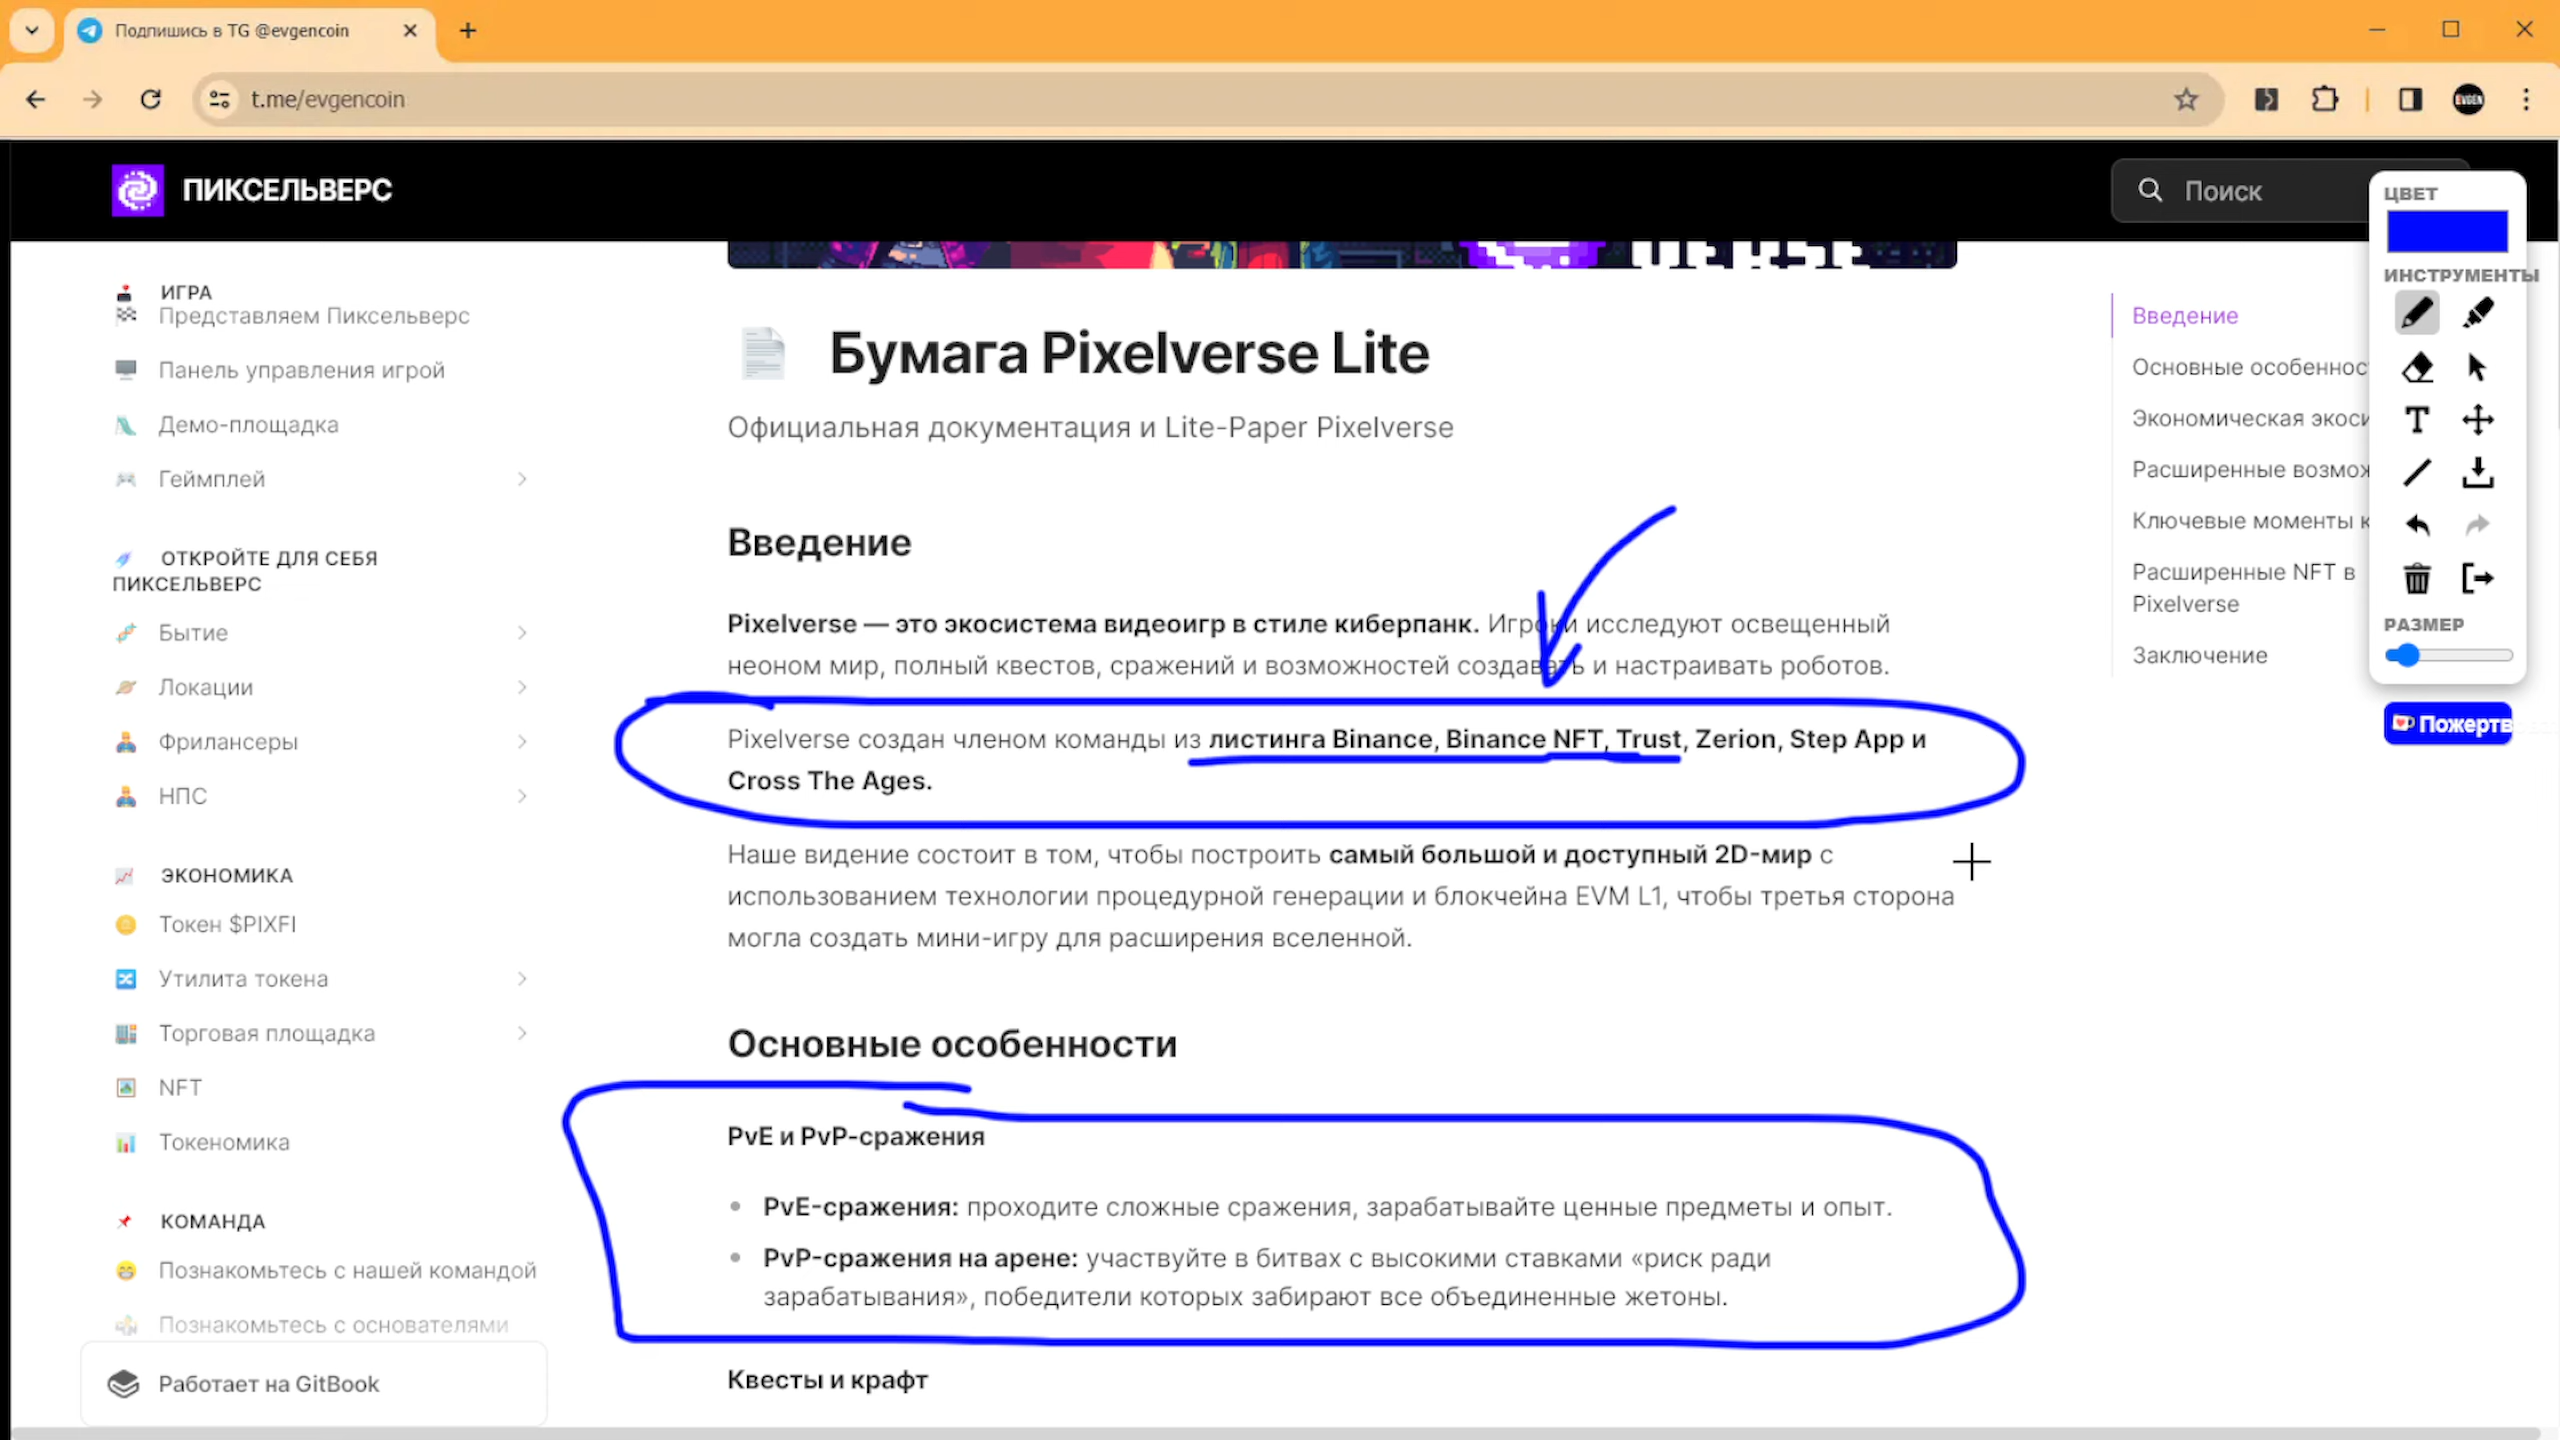 Подпишись в TG @evgencoin
t.me/evgencoin
EVGEN
ПИКСЕЛЬВЕРС
Поиск
ИГРА
Представляем Пиксельверс
Панель управления игрой
Демо-площадка
Геймплей
ОТКРОЙТЕ ДЛЯ СЕБЯ
ПИКСЕЛЬВЕРС
Бытие
Локации
Фрилансеры
НПС
ЭКОНОМИКА
Токен $PIXFI
Утилита токена
Торговая площадка
NFT
Токеномика
КОМАНДА
Познакомьтесь с нашей командой
Познакомьтесь с основателями
Работает на GitBook
Бумага Pixelverse Lite
Официальная документация и Lite-Paper Pixelverse
Введение
Pixelverse — это экосистема видеоигр в стиле киберпанк. Игроки исследуют освещенный
неоном мир, полный квестов, сражений и возможностей создавать и настраивать роботов.
Pixelverse создан членом команды из листинга Binance, Binance NFT, Trust, Zerion, Step App и
Cross The Ages.
Наше видение состоит в том, чтобы построить самый большой и доступный 2D-мир с
использованием технологии процедурной генерации и блокчейна EVM L1, чтобы третья сторона
могла создать мини-игру для расширения вселенной.
Основные особенности
PvE и PvP-сражения
• PvE-сражения: проходите сложные сражения, зарабатывайте ценные предметы и опыт.
• PvP-сражения на арене: участвуйте в битвах с высокими ставками «риск ради
зарабатывания», победители которых забирают все объединенные жетоны.
Квесты и крафт
Введение
Основные особеннос
Экономическая экоси
Расширенные возмож
Ключевые моменты к
Расширенные NFT в
Pixelverse
Заключение
ЦВЕТ
ИНСТРУМЕНТЫ
РАЗМЕР
Пожертв